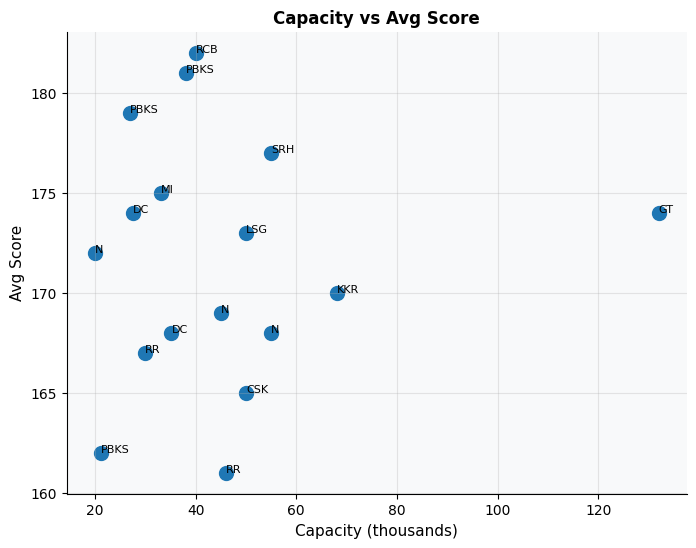 Capacity vs Avg Score
RCB
PBKS
180
PBKS
SRH
175
MI
DC
GT
LSG
N
170
KKR
N
DC
N
RR
165
CSK
PBKS
RR
160
20 40 60 80 100 120
Avg Score
Capacity (thousands)